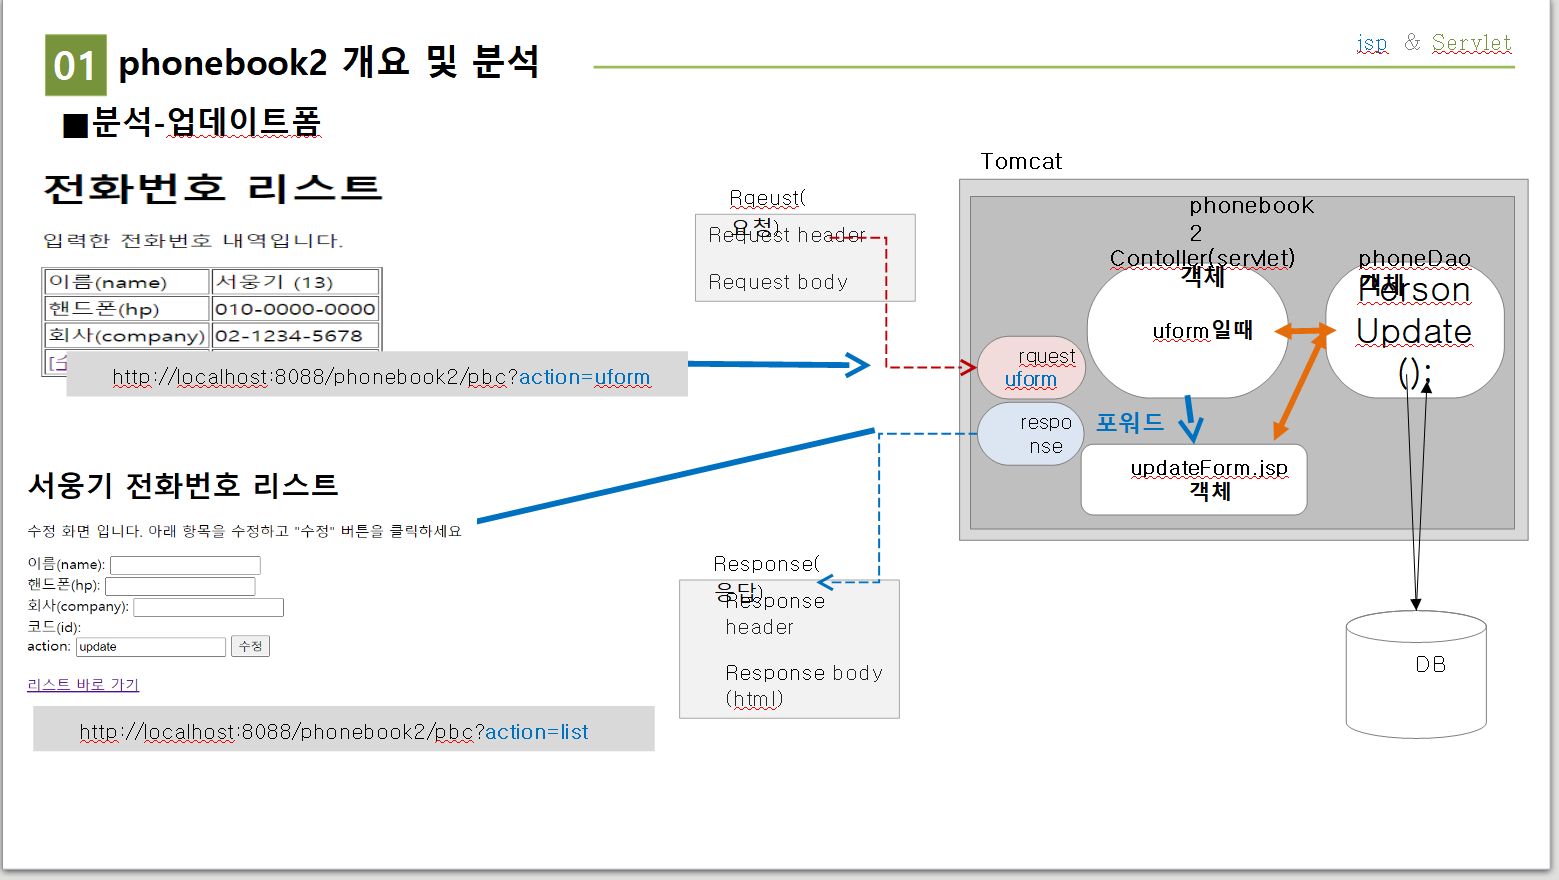 01 phonebook2 개요 및 분석
jsp & Servlet
■분석-업데이트폼
전화번호 리스트
입력한 전화번호 내역입니다.
이름(name) 서웅기 (13)
핸드폰(hp) 010-0000-0000
회사(company) 02-1234-5678
http://localhost:8088/phonebook2/pbc?action=uform
서웅기 전화번호 리스트
수정 화면 입니다. 아래 항목을 수정하고 "수정" 버튼을 클릭하세요
이름(name):
핸드폰(hp):
회사(company):
코드(id):
action: update 수정
리스트 바로 가기
http://localhost:8088/phonebook2/pbc?action=list
Rqeust(
요청)
Request header
Request body
Response(
응답)
Response
header
Response body
(html)
Tomcat
phonebook
2
Contoller(servlet)
객체
uform일때
phoneDao
객체
Person
Update
();
rquest
uform
respo
nse
포워드
updateForm.jsp
객체
DB